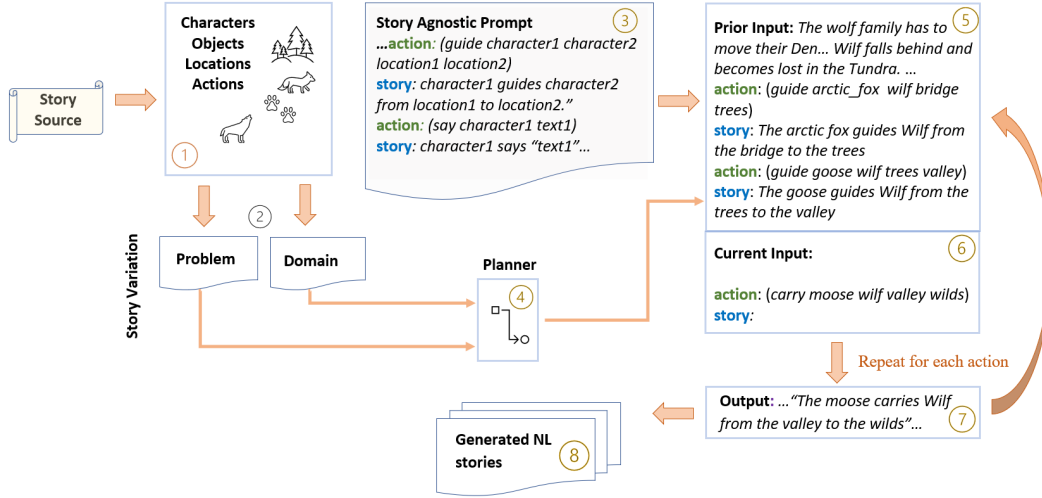 Story
Source
Characters
Objects
Locations
Actions
1
Story Agnostic Prompt
3
...action: (guide character1 character2
location1 location2)
story: character1 guides character2
from location1 to location2.”
action: (say character1 text1)
story: character1 says “text1”...
Prior Input: The wolf family has to
5
move their Den... Wilf falls behind and
becomes lost in the Tundra. ...
action: (guide arctic_fox wilf bridge
trees)
story: The arctic fox guides Wilf from
the bridge to the trees
action: (guide goose wilf trees valley)
story: The goose guides Wilf from the
trees to the valley
2
Story Variation
Problem
Domain
Planner
4
Current Input:
6
action: (carry moose wilf valley wilds)
story:
Repeat for each action
Output: ...“The moose carries Wilf
from the valley to the wilds”...
7
Generated NL
stories
8